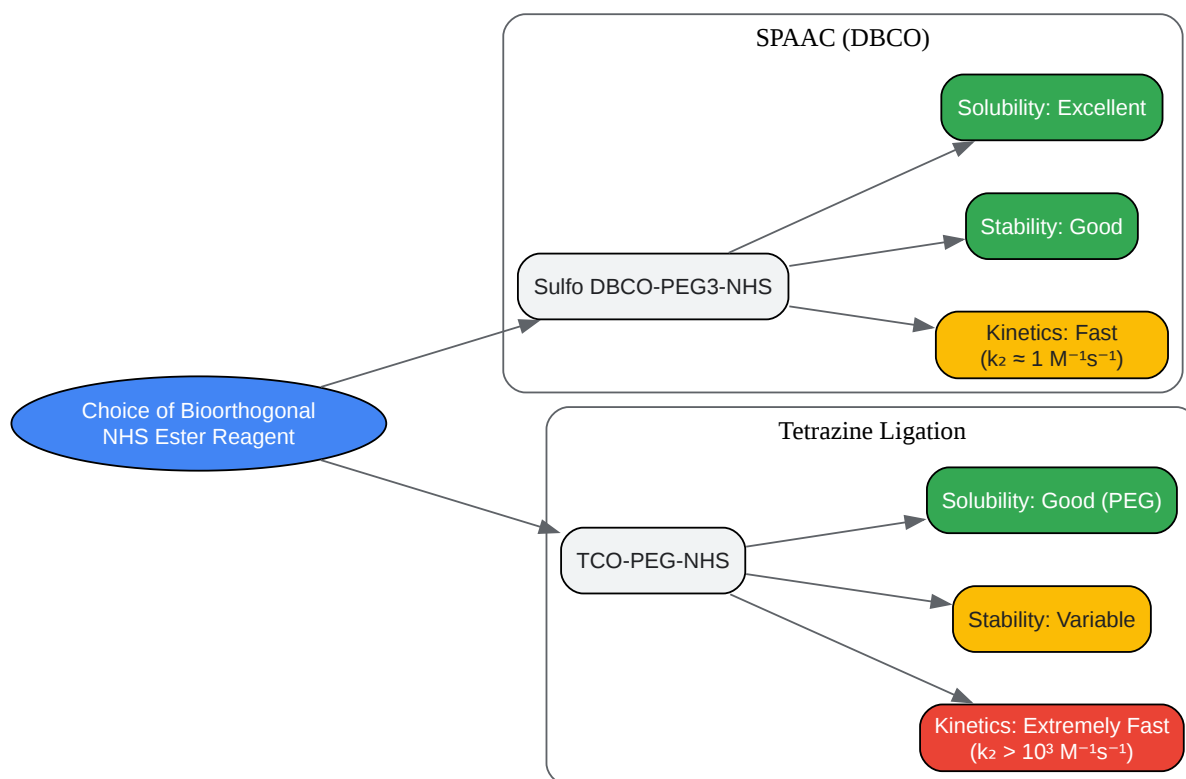 SPAAC (DBCO)
Solubility: Excellent
Stability: Good
Sulfo DBCO-PEG3-NHS
Kinetics: Fast
(k₂ ≈ 1 M⁻¹s⁻¹)
Choice of Bioorthogonal
NHS Ester Reagent
Tetrazine Ligation
Solubility: Good (PEG)
TCO-PEG-NHS
Stability: Variable
Kinetics: Extremely Fast
(k₂ > 10³ M⁻¹s⁻¹)